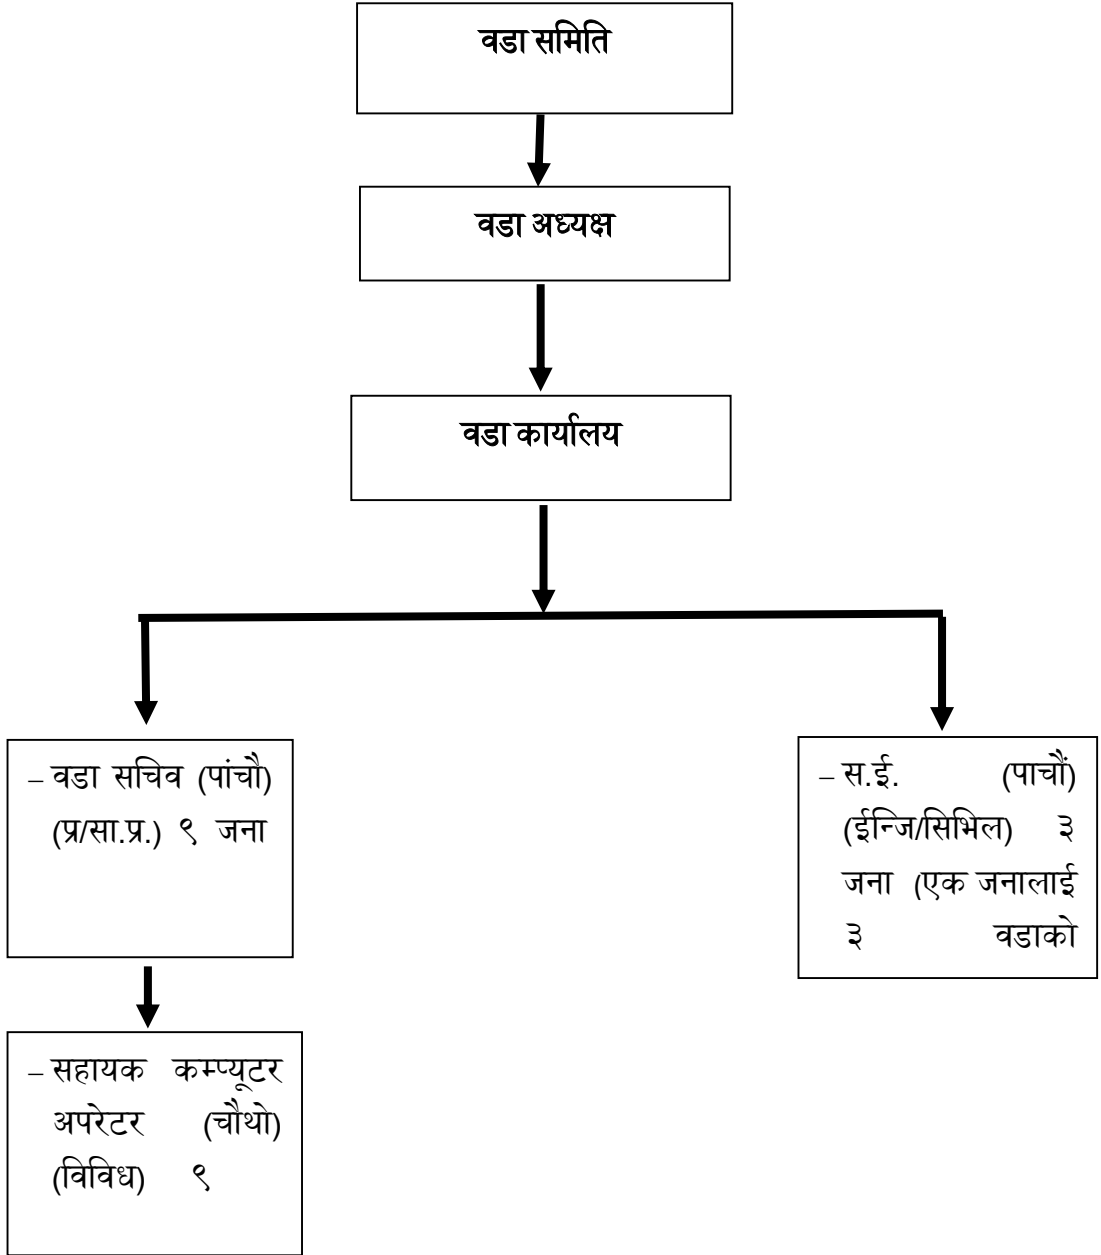 वडा समिति
वडा अध्यक्ष
वडा कार्यालय
– वडा सचिव (पांचौ)
(प्र/सा.प्र.) ९ जना
– स.ई. (पाचौं)
(ईन्जि/सिभिल) ३
जना (एक जनालाई
३ वडाको
– सहायक कम्प्यूटर
अपरेटर (चौथो)
(विविध) ९